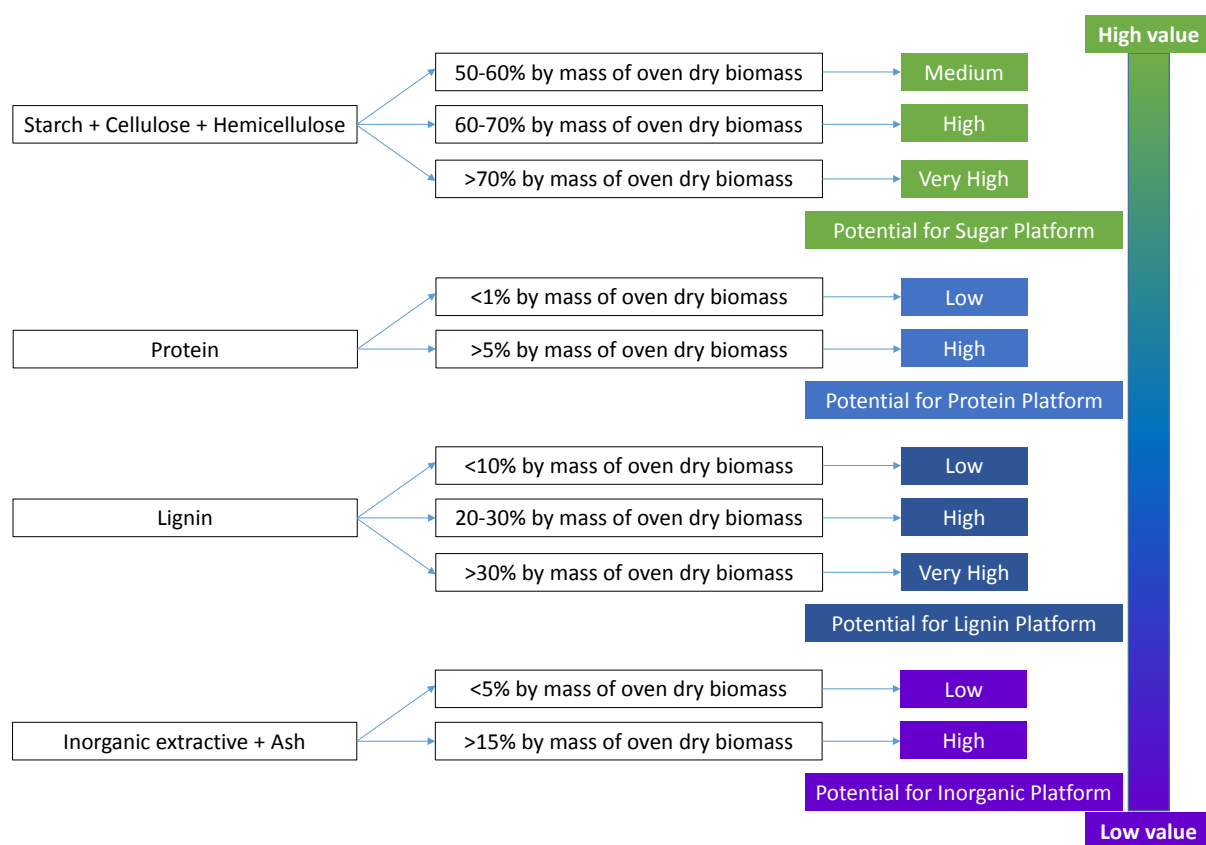 High value
50-60% by mass of oven dry biomass
Medium
Starch + Cellulose + Hemicellulose
60-70% by mass of oven dry biomass
High
>70% by mass of oven dry biomass
Very High
Potential for Sugar Platform
<1% by mass of oven dry biomass
Low
Protein
>5% by mass of oven dry biomass
High
Potential for Protein Platform
<10% by mass of oven dry biomass
Low
Lignin
20-30% by mass of oven dry biomass
High
>30% by mass of oven dry biomass
Very High
Potential for Lignin Platform
<5% by mass of oven dry biomass
Low
Inorganic extractive + Ash
>15% by mass of oven dry biomass
High
Potential for Inorganic Platform
Low value